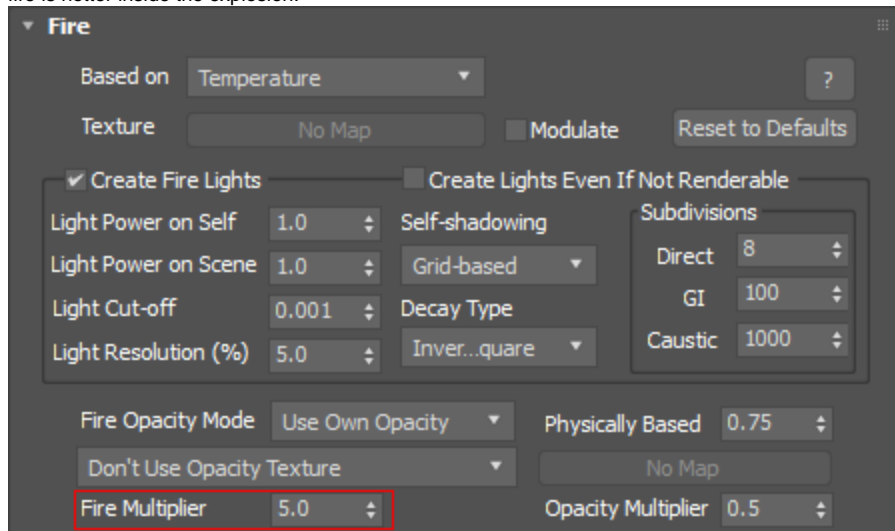 fire is hotter inside the explosion.
Fire
Based on Temperature ?
Texture No Map Modulate Reset to Defaults
Create Fire Lights Create Lights Even If Not Renderable
Light Power on Self 1.0 Self-shadowing Subdivisions
Light Power on Scene 1.0 Grid-based Direct 8
Light Cut-off 0.001 Decay Type GI 100
Light Resolution (%) 5.0 Inver...quare Caustic 1000
Fire Opacity Mode Use Own Opacity Physically Based 0.75
Don't Use Opacity Texture No Map
Fire Multiplier 5.0 Opacity Multiplier 0.5